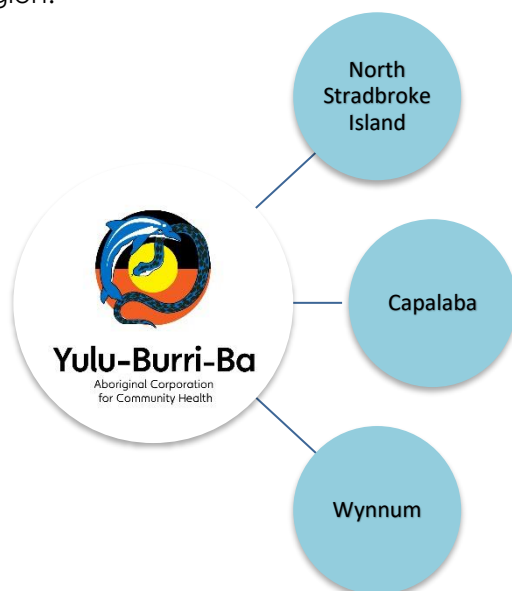 North
Stradbroke
Island
Capalaba
Yulu-Burri-Ba
Aboriginal Corporation
for Community Health
Wynnum